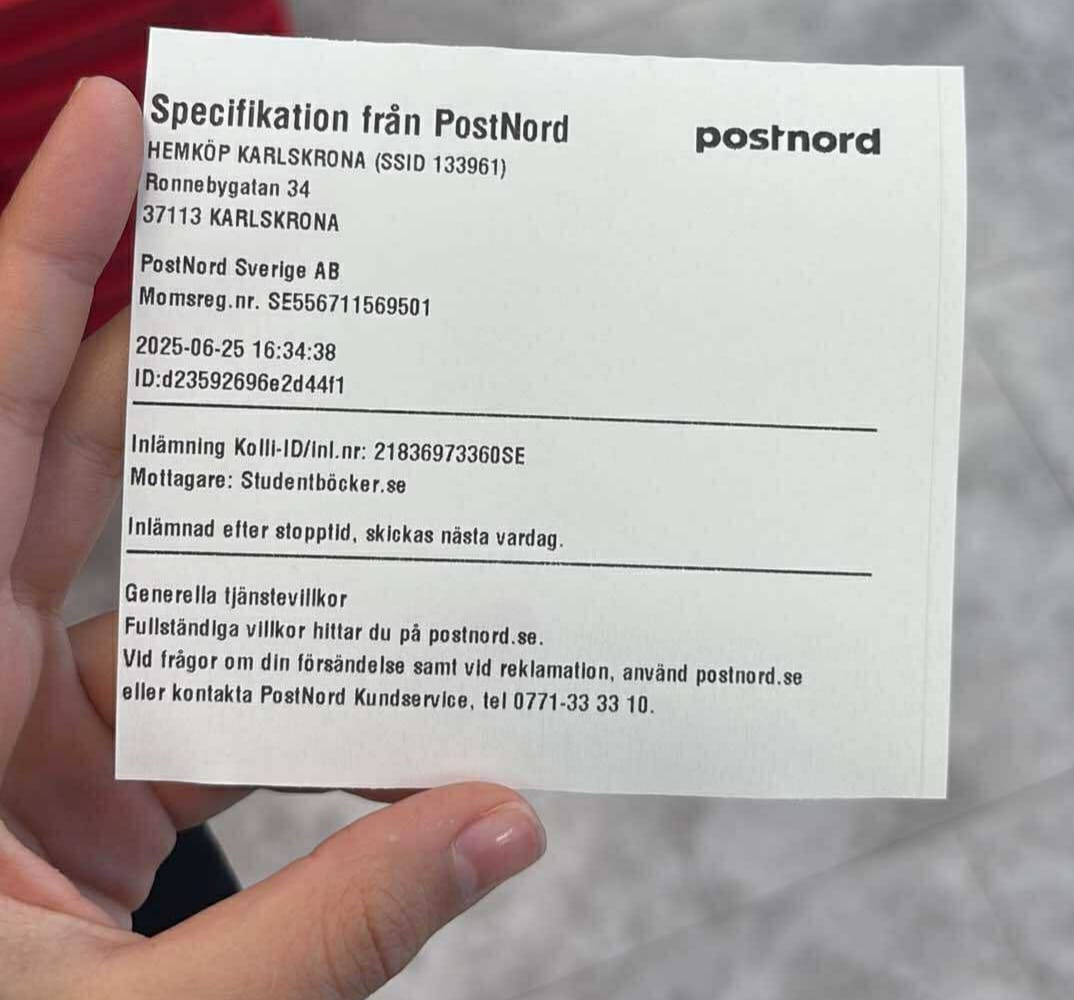 Specifikation från PostNord
postnord
HEMKÖP KARLSKRONA (SSID 133961)
Ronnebygatan 34
37113 KARLSKRONA
PostNord Sverige AB
Momsreg.nr. SE556711569501
2025-06-25 16:34:38
ID:d23592696e2d44f1
Inlämning Kolli-ID/Inl.nr: 21836973360SE
Mottagare: Studentböcker.se
Inlämnad efter stopptid, skickas nästa vardag.
Generella tjänstevillkor
Fullständiga villkor hittar du på postnord.se.
Vid frågor om din försändelse samt vid reklamation, använd postnord.se
eller kontakta PostNord Kundservice, tel 0771-33 33 10.